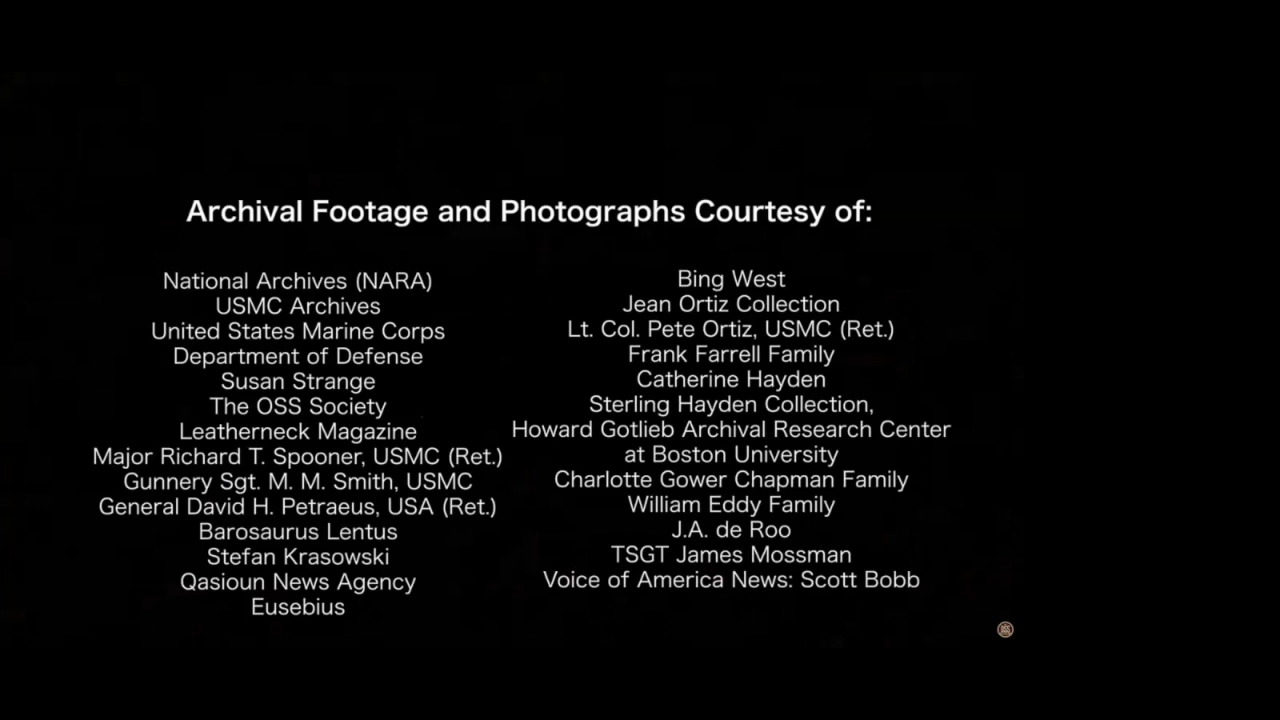 Archival Footage and Photographs Courtesy of:
National Archives (NARA)
USMC Archives
United States Marine Corps
Department of Defense
Susan Strange
The OSS Society
Leatherneck Magazine
Major Richard T. Spooner, USMC (Ret.)
Gunnery Sgt. M. M. Smith, USMC
General David H. Petraeus, USA (Ret.)
Barosaurus Lentus
Stefan Krasowski
Qasioun News Agency
Eusebius
Bing West
Jean Ortiz Collection
Lt. Col. Pete Ortiz, USMC (Ret.)
Frank Farrell Family
Catherine Hayden
Sterling Hayden Collection,
Howard Gotlieb Archival Research Center
at Boston University
Charlotte Gower Chapman Family
William Eddy Family
J.A. de Roo
TSGT James Mossman
Voice of America News: Scott Bobb